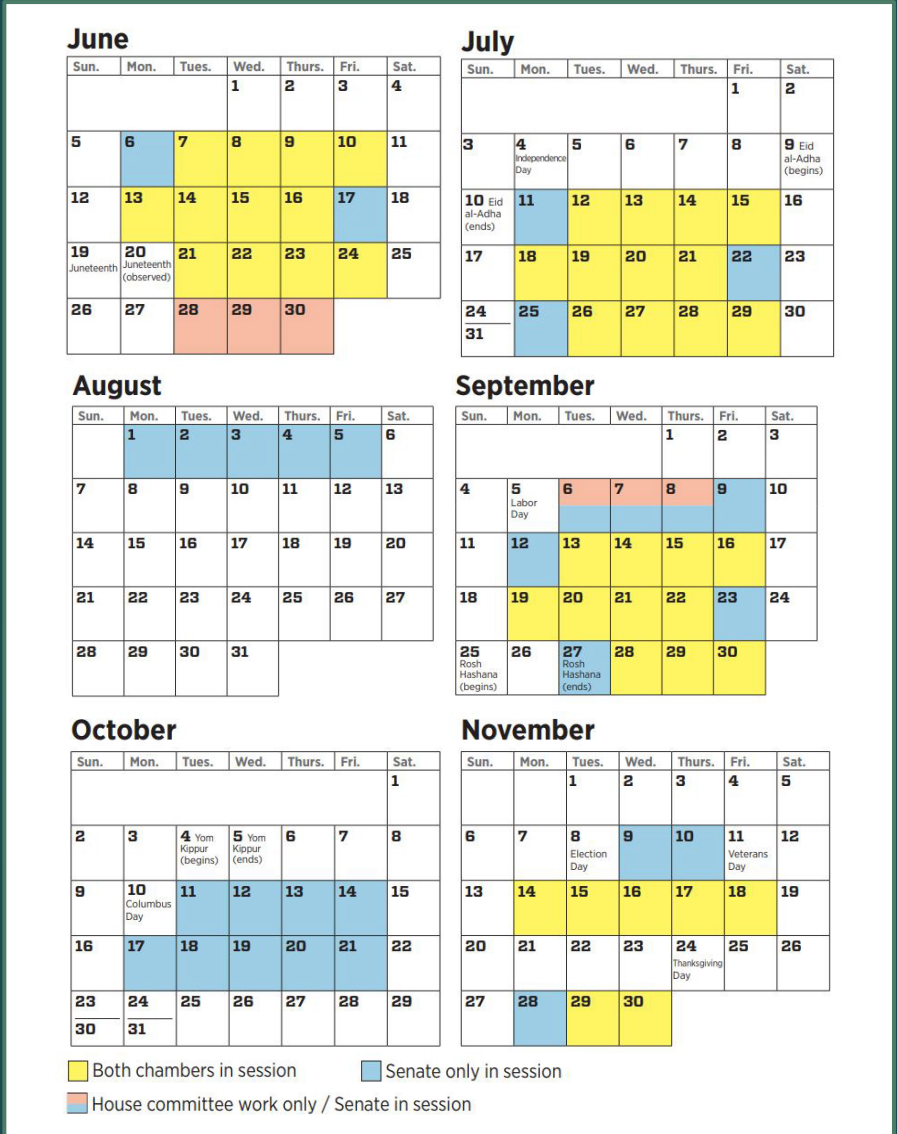 June
Sun. Mon. Tues. Wed. Thurs. Fri. Sat.
1 2 3 4
5 6 7 8 9 10 11
12 13 14 15 16 17 18
19 20 21 22 23 24 25
Juneteenth Juneteenth
(observed)
26 27 28 29 30
July
Sun. Mon. Tues. Wed. Thurs. Fri. Sat.
1 2
3 4 5 6 7 8 9 Eid
Independence al-Adha
Day (begins)
10 Eid 11 12 13 14 15 16
al-Adha
(ends)
17 18 19 20 21 22 23
24 25 26 27 28 29 30
31
August
Sun. Mon. Tues. Wed. Thurs. Fri. Sat.
1 2 3 4 5 6
7 8 9 10 11 12 13
14 15 16 17 18 19 20
21 22 23 24 25 26 27
28 29 30 31
September
Sun. Mon. Tues. Wed. Thurs. Fri. Sat.
1 2 3
4 5 6 7 8 9 10
Labor
Day
11 12 13 14 15 16 17
18 19 20 21 22 23 24
25 26 27 28 29 30
Rosh Rosh
Hashana Hashana
(begins) (ends)
October
Sun. Mon. Tues. Wed. Thurs. Fri. Sat.
1
2 3 4 Yom 5 Yom 6 7 8
Kippur Kippur
(begins) (ends)
9 10 11 12 13 14 15
Columbus
Day
16 17 18 19 20 21 22
23 24 25 26 27 28 29
30 31
November
Sun. Mon. Tues. Wed. Thurs. Fri. Sat.
1 2 3 4 5
6 7 8 9 10 11 12
Election Veterans
Day Day
13 14 15 16 17 18 19
20 21 22 23 24 25 26
Thanksgiving
Day
27 28 29 30
Both chambers in session
Senate only in session
House committee work only / Senate in session